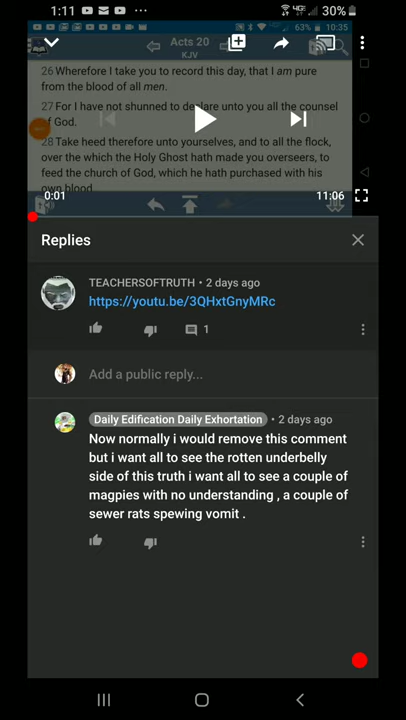 1:11
30%
63% 10:35
Acts 20
KJV
26 Wherefore I take you to record this day, that I am pure
from the blood of all men.
27 For I have not shunned to declare unto you all the counsel
of God.
28 Take heed therefore unto yourselves, and to all the flock,
over the which the Holy Ghost hath made you overseers, to
feed the church of God, which he hath purchased with his
own blood
0:01
11:06
Replies
TEACHERSOFTRUTH • 2 days ago
https://youtu.be/3QHxtGnyMRc
1
Add a public reply...
Daily Edification Daily Exhortation • 2 days ago
Now normally i would remove this comment
but i want all to see the rotten underbelly
side of this truth i want all to see a couple of
magpies with no understanding , a couple of
sewer rats spewing vomit .